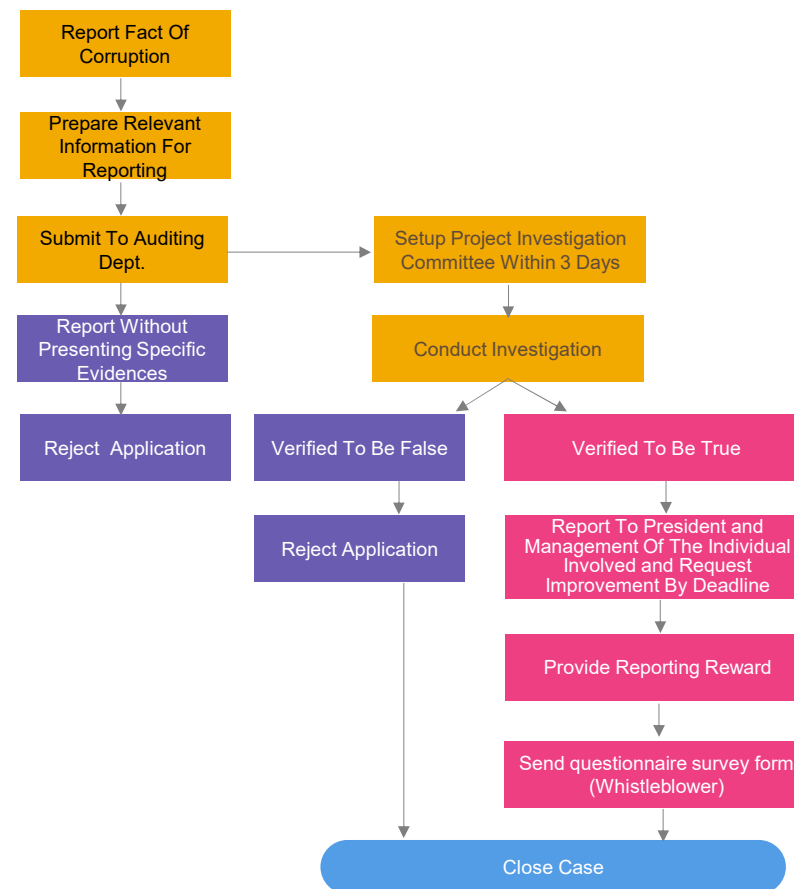 Report Fact Of
Corruption
Prepare Relevant
Information For
Reporting
Submit To Auditing
Dept.
Setup Project Investigation
Committee Within 3 Days
Report Without
Presenting Specific
Evidences
Conduct Investigation
Reject Application
Verified To Be False
Verified To Be True
Reject Application
Report To President and
Management Of The Individual
Involved and Request
Improvement By Deadline
Provide Reporting Reward
Send questionnaire survey form
(Whistleblower)
Close Case